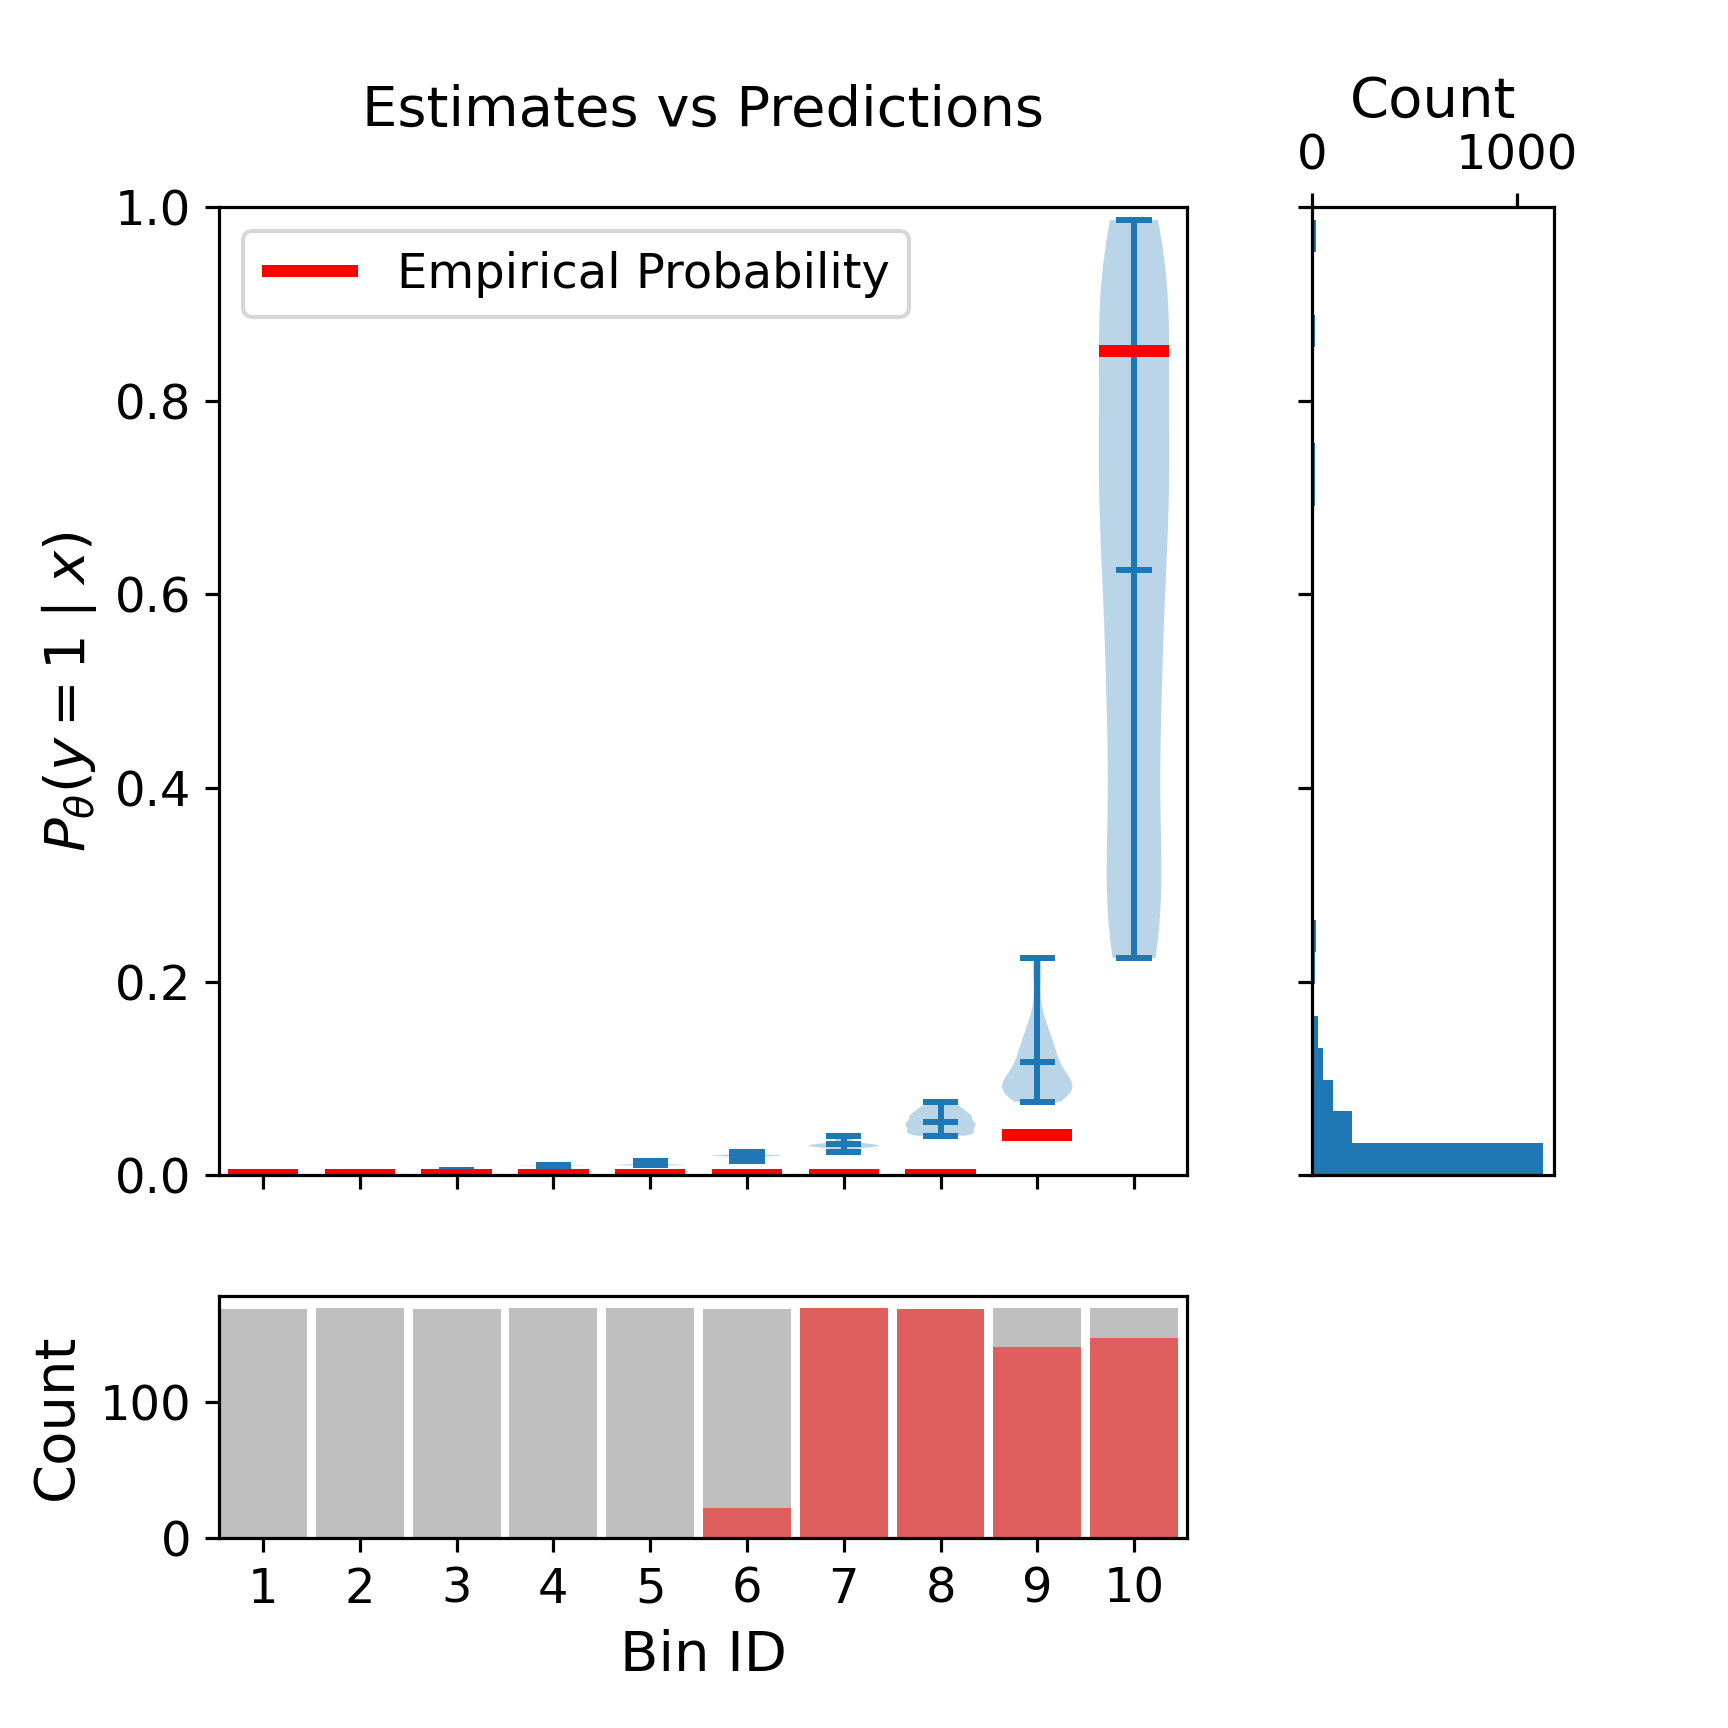 Estimates vs Predictions
Count
0 1000
1.0
Empirical Probability
0.8
0.6
0.4
0.2
0.0
P_θ(y = 1 | x)
Count
100
0
1 2 3 4 5 6 7 8 9 10
Bin ID